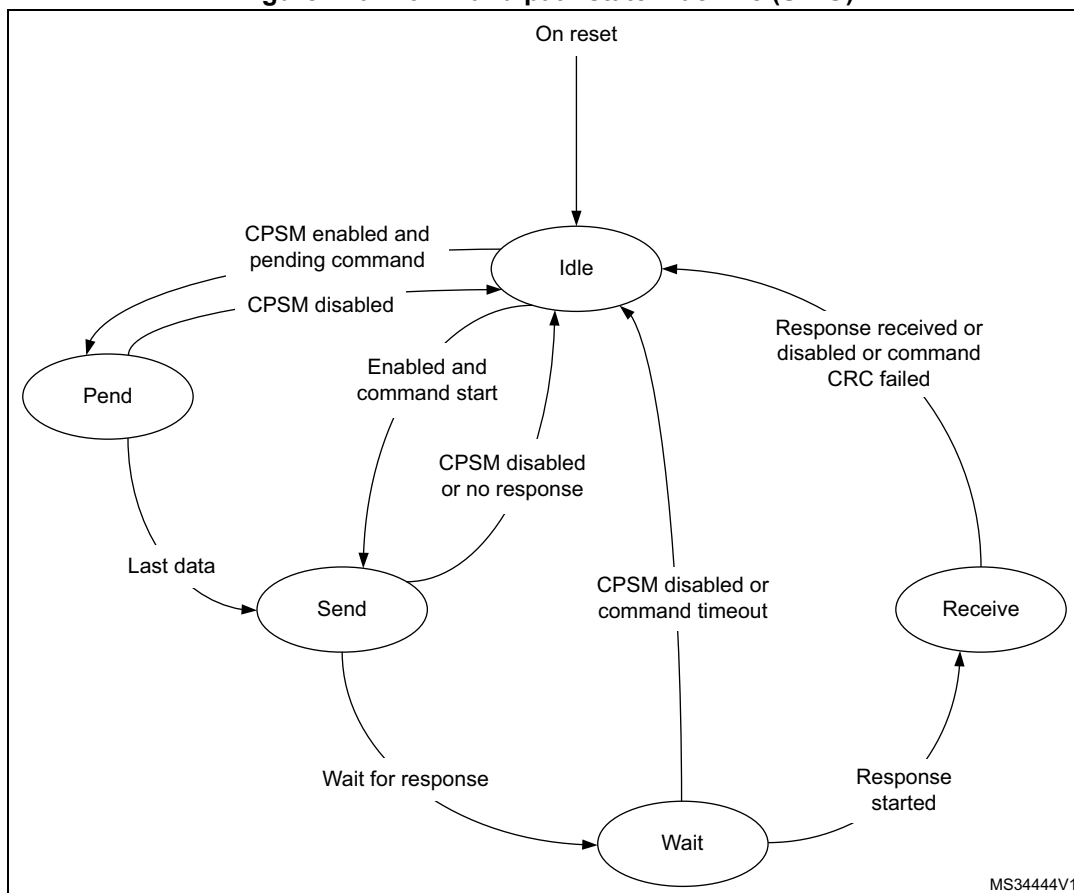 On reset
CPSM enabled and
pending command
Idle
CPSM disabled
Response received or
disabled or command
CRC failed
Enabled and
command start
Pend
CPSM disabled
or no response
Last data
CPSM disabled or
command timeout
Send
Receive
Wait for response
Response
started
Wait
MS34444V1